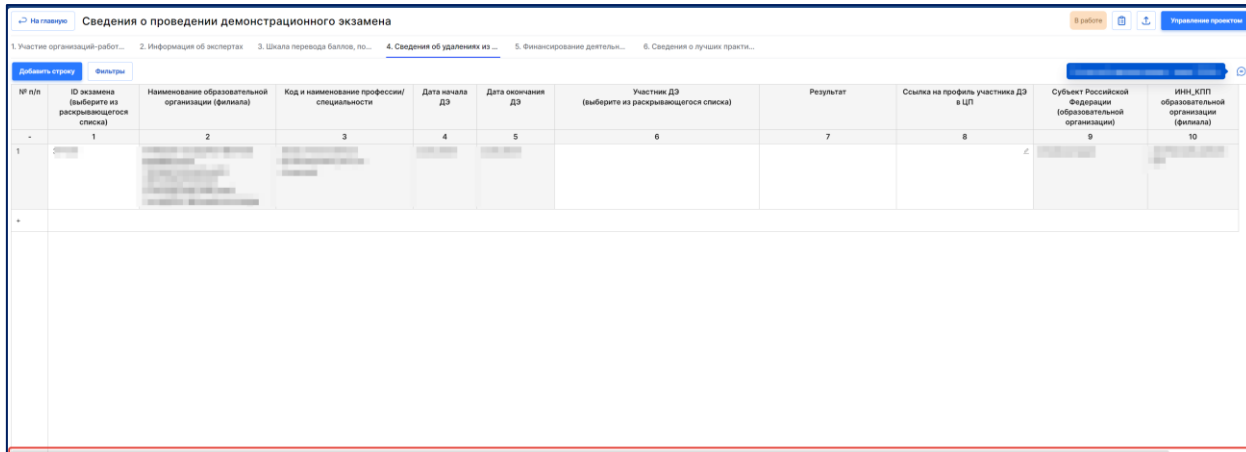 На главную
Сведения о проведении демонстрационного экзамена
В работе
Управление проектом
1. Участие организаций-работ...
2. Информация об экспертах
3. Шкала перевода баллов, по...
4. Сведения об удалениях из ...
5. Финансирование деятельн...
6. Сведения о лучших практи...
Добавить строку
Фильтры
№ п/п
ID экзамена
(выберите из
раскрывающегося
списка)
Наименование образовательной
организации (филиала)
Код и наименование профессии/
специальности
Дата начала
ДЭ
Дата окончания
ДЭ
Участник ДЭ
(выберите из раскрывающегося списка)
Результат
Ссылка на профиль участника ДЭ
в ЦП
Субъект Российской
Федерации
(образовательной
организации)
ИНН_КПП
образовательной
организации
(филиала)
- 1 2 3 4 5 6 7 8 9 10
1
+